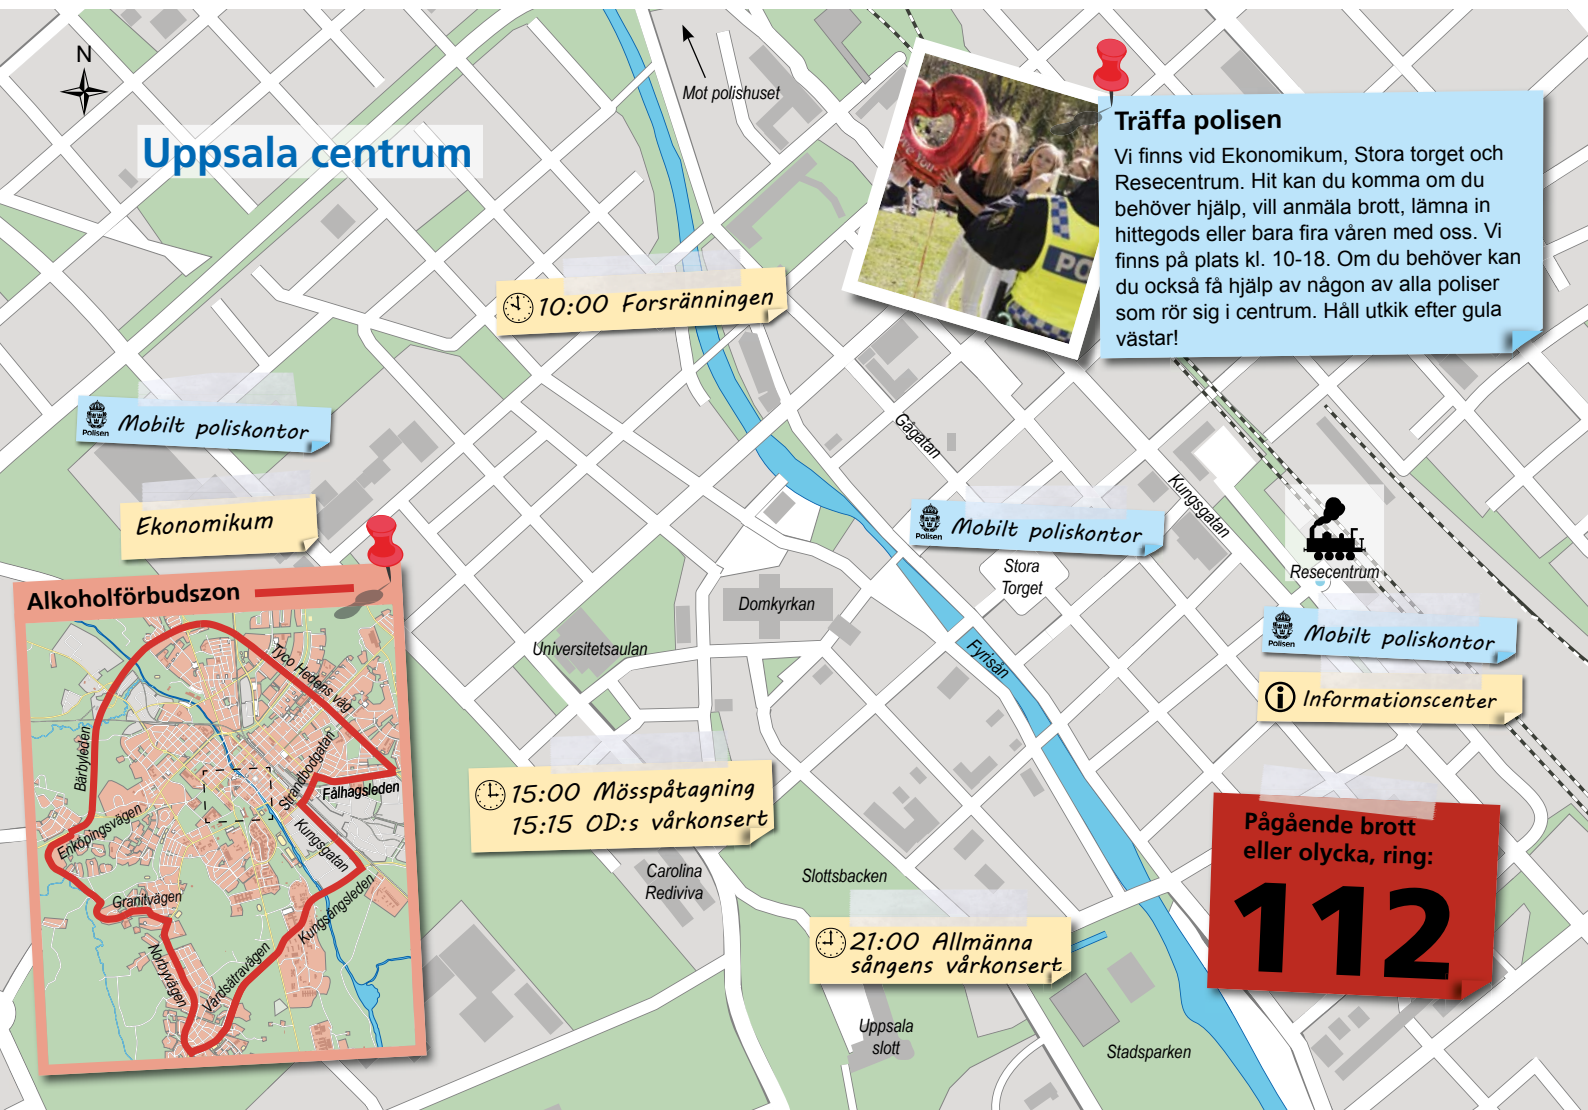 N
Uppsala centrum
Mot polishuset
Träffa polisen
Vi finns vid Ekonomikum, Stora torget och
Resecentrum. Hit kan du komma om du
behöver hjälp, vill anmäla brott, lämna in
hittegods eller bara fira våren med oss. Vi
finns på plats kl. 10-18. Om du behöver kan
du också få hjälp av någon av alla poliser
som rör sig i centrum. Håll utkik efter gula
västar!
PO
10:00 Forsränningen
Polisen
Mobilt poliskontor
Ekonomikum
Gågatan
Kungsgatan
Polisen
Mobilt poliskontor
Stora
Torget
Resecentrum
Polisen
Mobilt poliskontor
Informationscenter
Domkyrkan
Universitetsaulan
Fyrisån
Alkoholförbudszon
Tyco Hedens väg
Bärbyleden
Strandbodgatan
Fålhagsleden
Enköpingsvägen
Kungsgatan
Granitvägen
Kungsängsleden
Norbyvägen
Vårdsätravägen
15:00 Mösspåtagning
15:15 OD:s vårkonsert
Carolina
Rediviva
Slottsbacken
21:00 Allmänna
sångens vårkonsert
Uppsala
slott
Stadsparken
Pågående brott
eller olycka, ring:
112